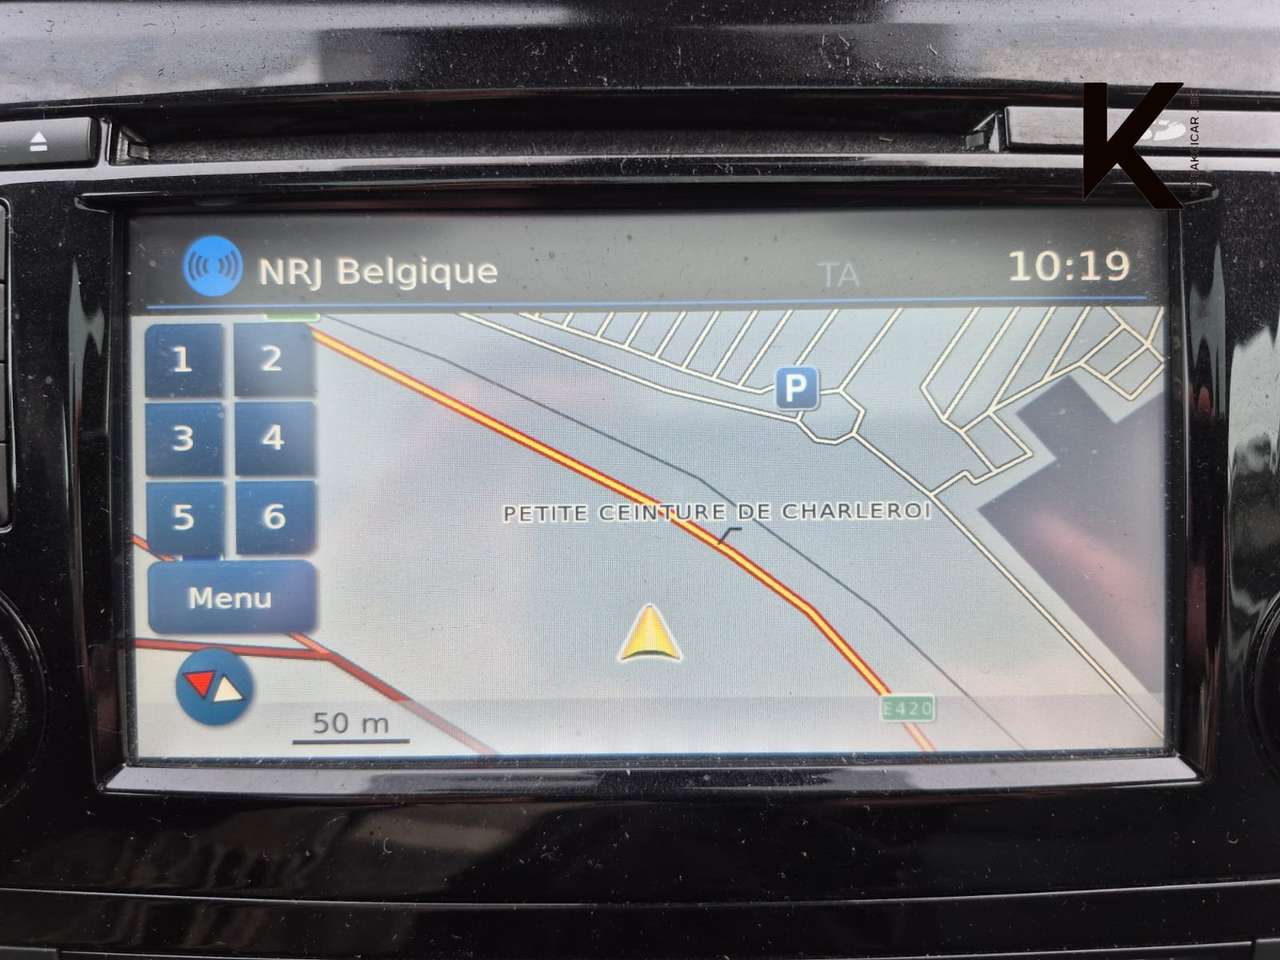 K
NRJ Belgique
TA
10:19
1
2
P
3
4
5
6
PETITE CEINTURE DE CHARLEROI
Menu
E420
50 m